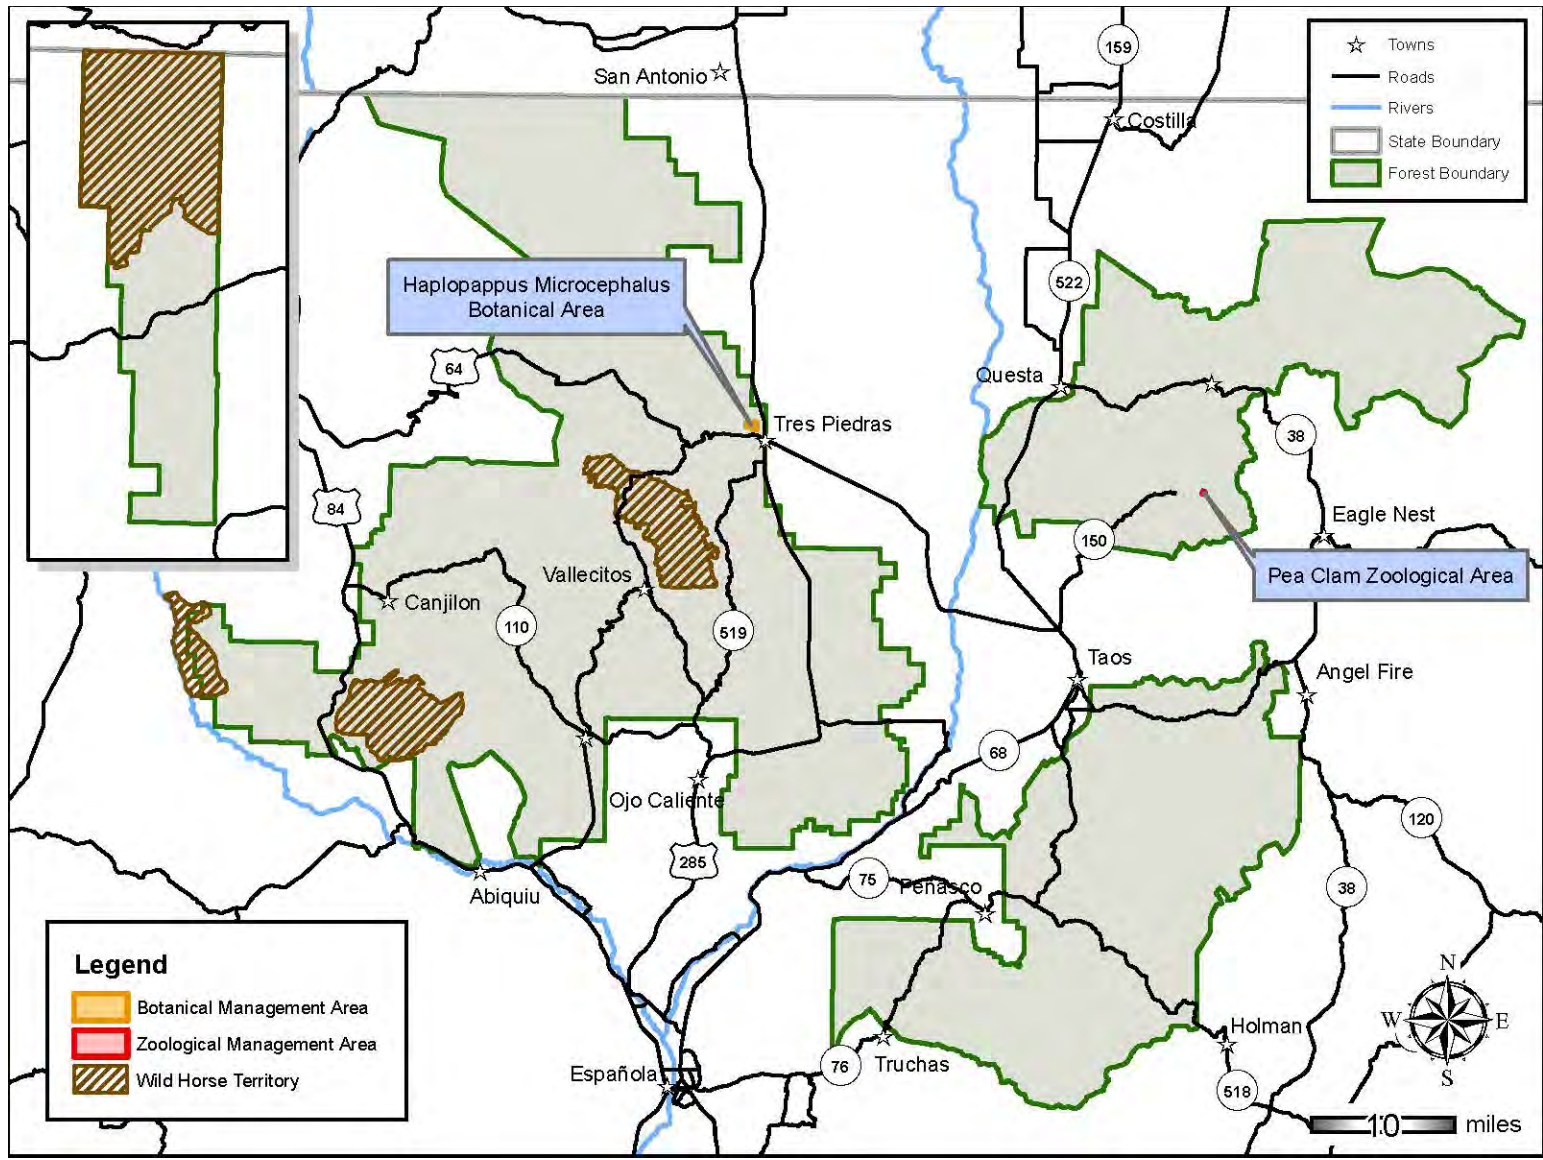 159
Towns
San Antonio
Roads
Rivers
Costilla
State Boundary
Forest Boundary
Haplopappus Microcephalus
Botanical Area
522
64
Questa
Tres Piedras
38
84
Eagle Nest
150
Vallecitos
Pea Clam Zoological Area
Canjilon
110
519
Taos
Angel Fire
68
Ojo Caliente
120
285
75
Peñasco
38
Abiquiu
Legend
N
Botanical Management Area
W
E
Holman
Zoological Management Area
Truchas
76
Española
Wild Horse Territory
S
518
10
miles